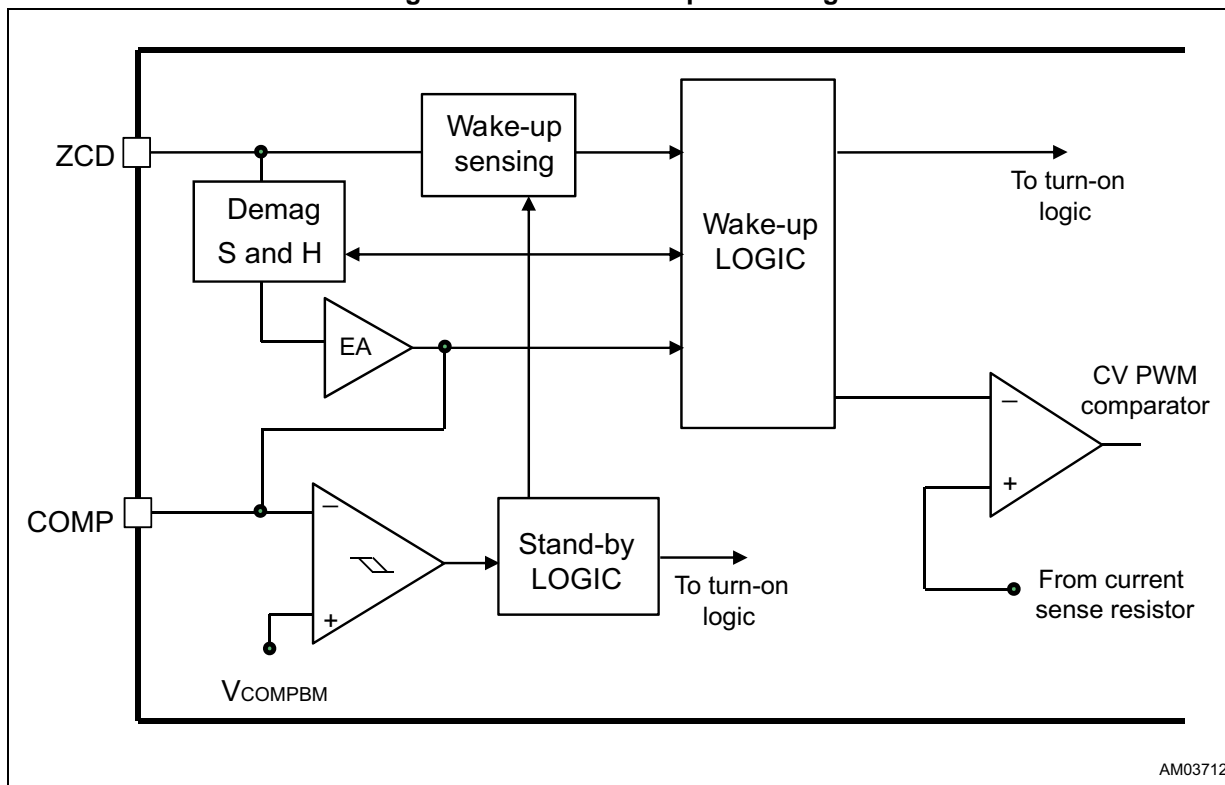 ZCD
Wake-up
sensing
To turn-on
logic
Demag
S and H
Wake-up
LOGIC
EA
CV PWM
comparator
−
+
COMP
−
+
Stand-by
LOGIC
To turn-on
logic
From current
sense resistor
VCOMPBM
AM03712